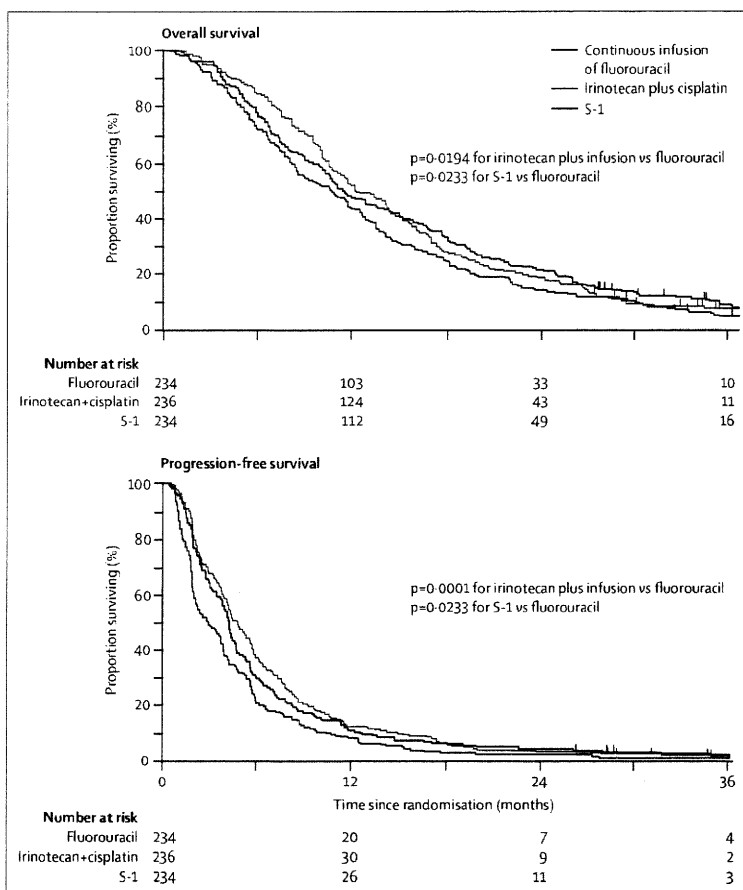 Overall survival
100
80
60
40
20
0
Proportion surviving (%)
Continuous infusion
of fluorouracil
Irinotecan plus cisplatin
S-1
p=0·0194 for irinotecan plus infusion vs fluorouracil
p=0·0233 for S-1 vs fluorouracil
Number at risk
Fluorouracil 234 103 33 10
Irinotecan+cisplatin 236 124 43 11
S-1 234 112 49 16
Progression-free survival
100
80
60
40
20
0
Proportion surviving (%)
p=0·0001 for irinotecan plus infusion vs fluorouracil
p=0·0233 for S-1 vs fluorouracil
0 12 24 36
Time since randomisation (months)
Number at risk
Fluorouracil 234 20 7 4
Irinotecan+cisplatin 236 30 9 2
S-1 234 26 11 3